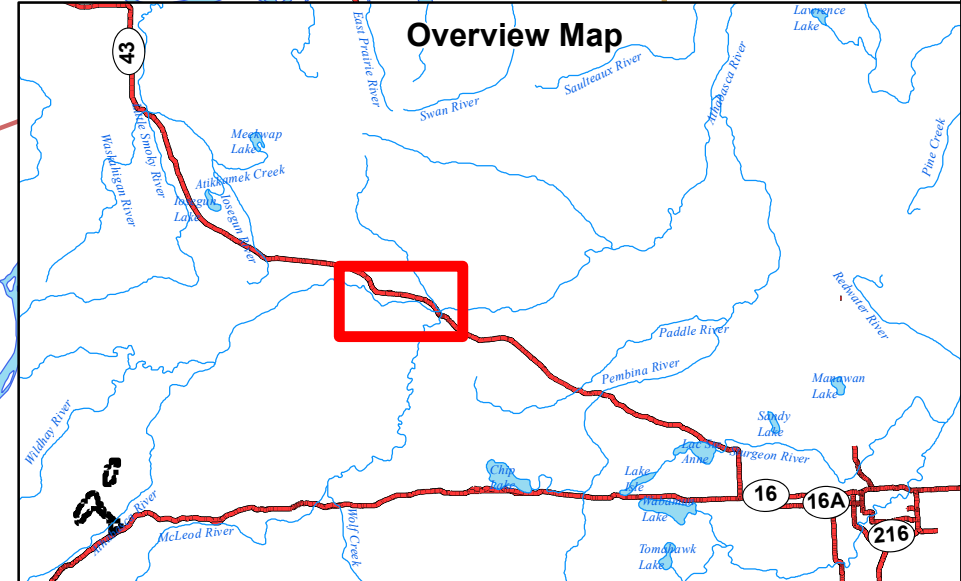 Overview Map
Lawrence
Lake
43
East Prairie River
Swan River
Saulteaux River
Athabasca River
Pine Creek
Little Smoky River
Waskahigan River
Meekwap
Lake
Atikkamek Creek
Iosegun
Lake
Iosegun River
Redwater River
Paddle River
Pembina River
Manawan
Lake
Sandy
Lake
Wildhay River
Lac Ste
Anne
Sturgeon River
Chip
Lake
Lake
Isle
16
16A
216
Wabamun
Lake
Athabasca River
McLeod River
Wolf Creek
Tomahawk
Lake